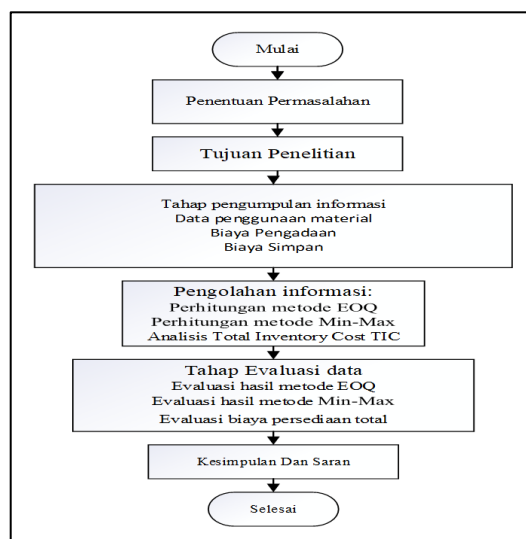 Mulai
Penentuan Permasalahan
Tujuan Penelitian
Tahap pengumpulan informasi
Data penggunaan material
Biaya Pengadaan
Biaya Simpan
Pengolahan informasi:
Perhitungan metode EOQ
Perhitungan metode Min-Max
Analisis Total Inventory Cost TIC
Tahap Evaluasi data
Evaluasi hasil metode EOQ
Evaluasi hasil metode Min-Max
Evaluasi biaya persediaan total
Kesimpulan Dan Saran
Selesai